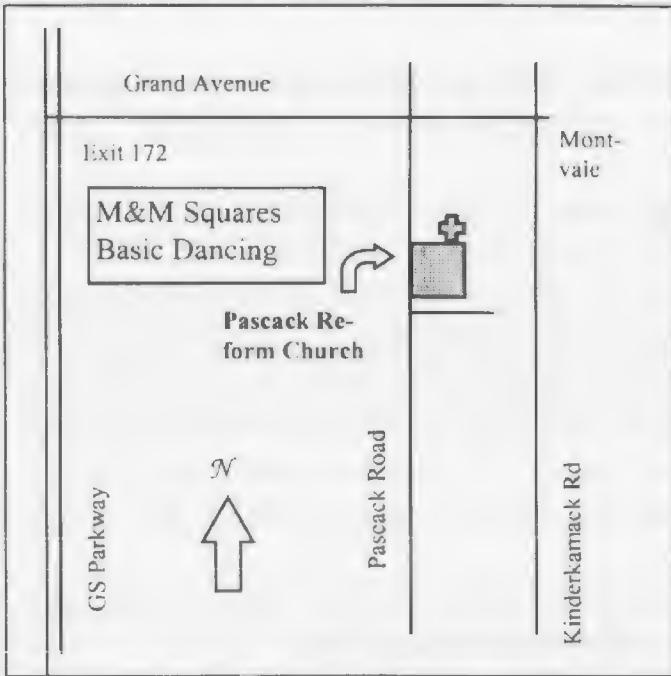 Grand Avenue
Exit 172
Mont-
vale
M&M Squares
Basic Dancing
Pascack Re-
form Church
N
GS Parkway
Pascack Road
Kinderkamack Rd